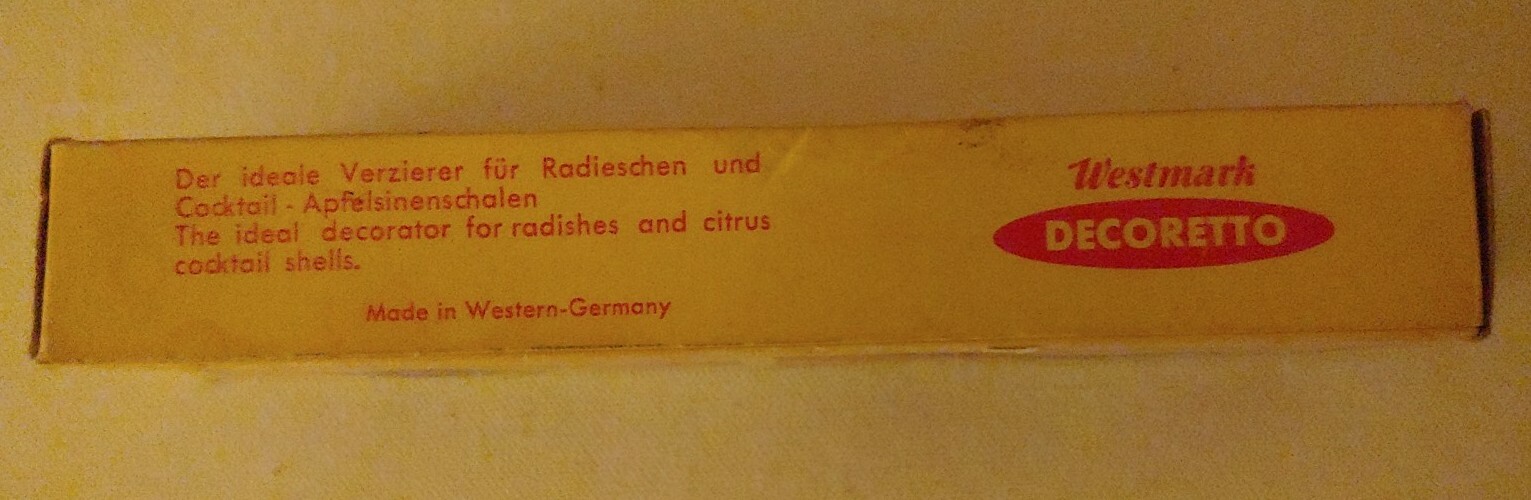 Der ideale Verzierer für Radieschen und
Cocktail - Apfelsinenschalen
The ideal decorator for radishes and citrus
cocktail shells.
Made in Western-Germany
Westmark
DECORETTO